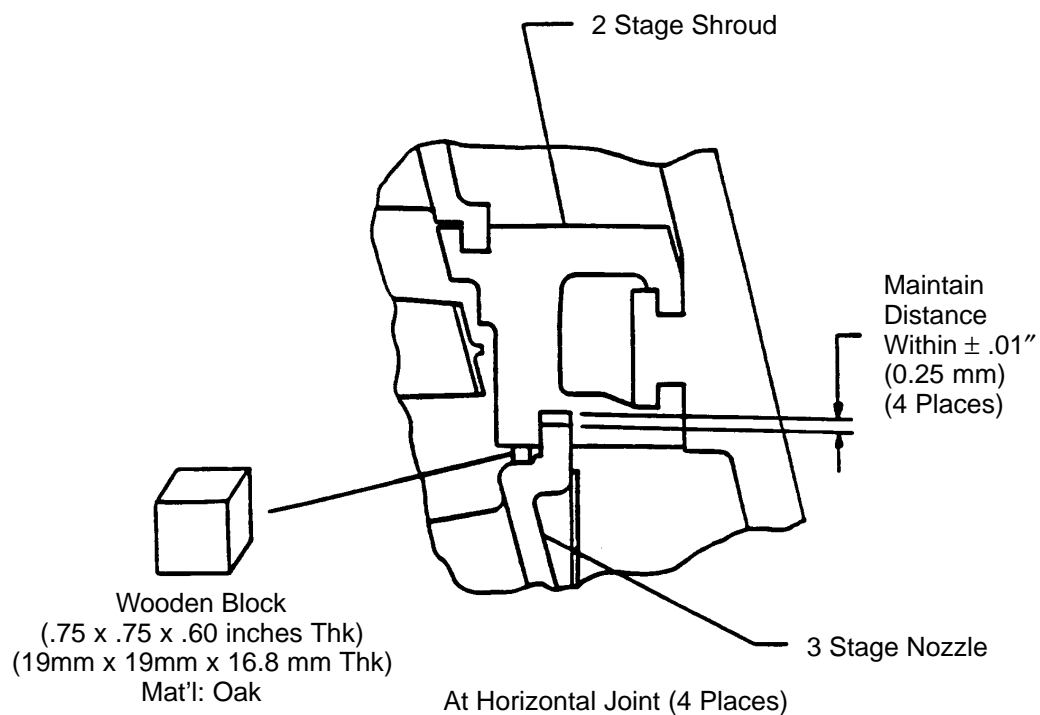 2 Stage Shroud
Maintain
Distance
Within ± .01″
(0.25 mm)
(4 Places)
Wooden Block
(.75 x .75 x .60 inches Thk)
(19mm x 19mm x 16.8 mm Thk)
Mat'l: Oak
3 Stage Nozzle
At Horizontal Joint (4 Places)